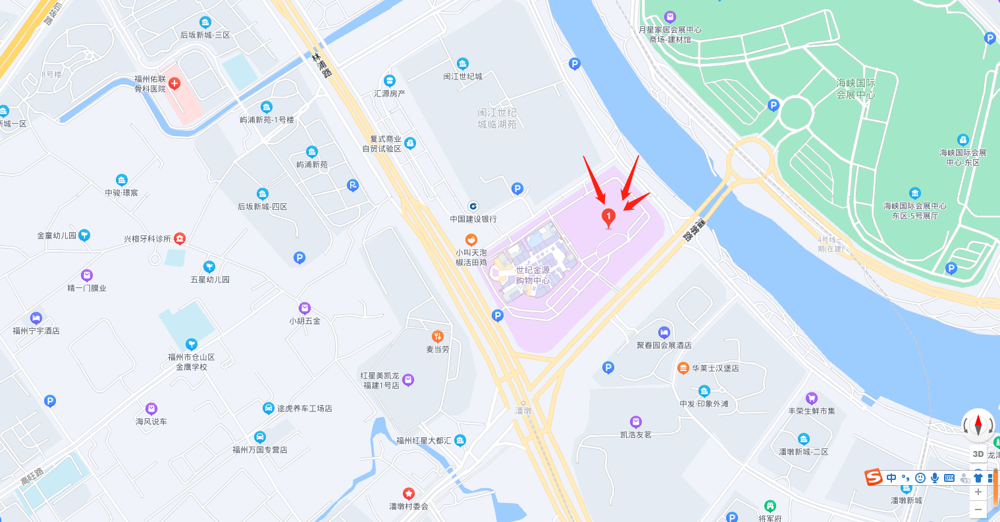 后坂路
后坂新城-三区
月星家居会展中心
商场-建材馆
P
8号楼
林浦路
闽江世纪城
P
福州佑联
骨科医院
汇源房产
海峡国际
会展中心
P
新城一区
屿浦新苑-1号楼
闽江世纪
城临湖苑
复式商业
自贸试验区
屿浦新苑
海峡国际会展
中心-东区
中骏·璟宸
P
P
后坂新城-四区
中国建设银行
1
海峡国际会展中心
东区-5号展厅
金童幼儿园
兴榕牙科诊所
潘墩路
4号线一
期(在建)
小叫天泡
椒活田鸡
P
P
世纪金源
购物中心
五星幼儿园
精一门膜业
小胡五金
P
福州宁宇酒店
聚春园会展酒店
麦当劳
福州市仓山区
金鹰学校
P
华莱士汉堡店
红星美凯龙
福建1号店
P
中发·印象外滩
潘墩
丰荣生鲜市集
海风说车
途虎养车工场店
凯浩友茗
福州红星大都汇
福州万国专营店
潘墩新城-二区
3D
龙津
高旺路
中
潘墩新城
潘墩村委会
P
将军府